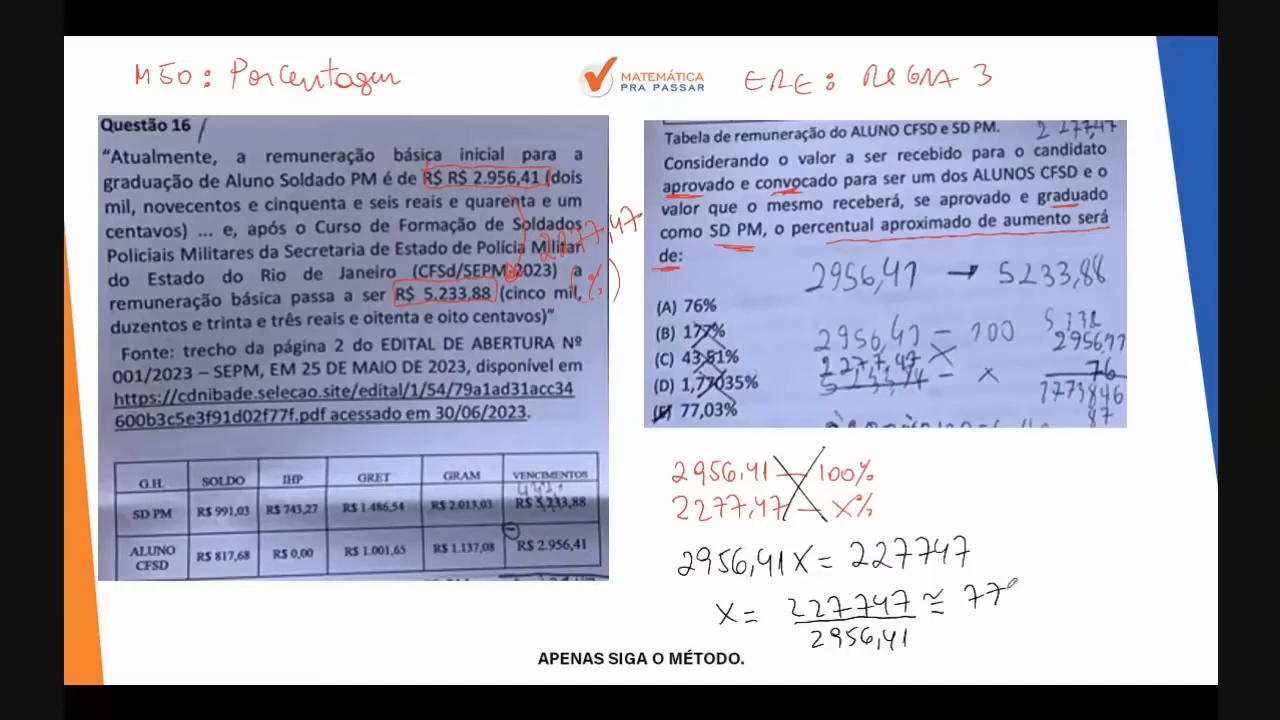 MÉO: Porcentagem
MATEMÁTICA
PRA PASSAR
ERE: REGRA 3
Questão 16
"Atualmente, a remuneração básica inicial para a
graduação de Aluno Soldado PM é de R$ R$ 2.956,41 (dois
mil, novecentos e cinquenta e seis reais e quarenta e um
centavos) ... e, após o Curso de Formação de Soldados
Policiais Militares da Secretaria de Estado de Polícia Militar
do Estado do Rio de Janeiro (CFSd/SEPM 2023) a
remuneração básica passa a ser R$ 5.233,88 (cinco mil,
duzentos e trinta e três reais e oitenta e oito centavos)"
2277,47
(%)
Fonte: trecho da página 2 do EDITAL DE ABERTURA Nº
001/2023 – SEPM, EM 25 DE MAIO DE 2023, disponível em
https://cdnibade.selecao.site/edital/1/54/79a1ad31acc34
600b3c5e3f91d02f77f.pdf acessado em 30/06/2023.
G.H. SOLDO IHP GRET GRAM VENCIMENTOS
SD PM R$ 991,03 R$ 743,27 R$ 1.486,54 R$ 2.013,03 R$ 5.233,88
ALUNO CFSD R$ 817,68 R$ 0,00 R$ 1.001,65 R$ 1.137,08 R$ 2.956,41
2277,47
Tabela de remuneração do ALUNO CFSD e SD PM.
Considerando o valor a ser recebido para o candidato
aprovado e convocado para ser um dos ALUNOS CFSD e o
valor que o mesmo receberá, se aprovado e graduado
como SD PM, o percentual aproximado de aumento será
de:
2956,41 → 5233,88
(A) 76%
(B) 177%
(C) 43,51%
(D) 1,77035%
(E) 77,03%
2956,41 – 100
2277,47
– x
76
1773846
87
2956,41 – 100%
2277,47 – X%
2956,41X = 227747
X = 227747 ≅ 77
2956,41
APENAS SIGA O MÉTODO.